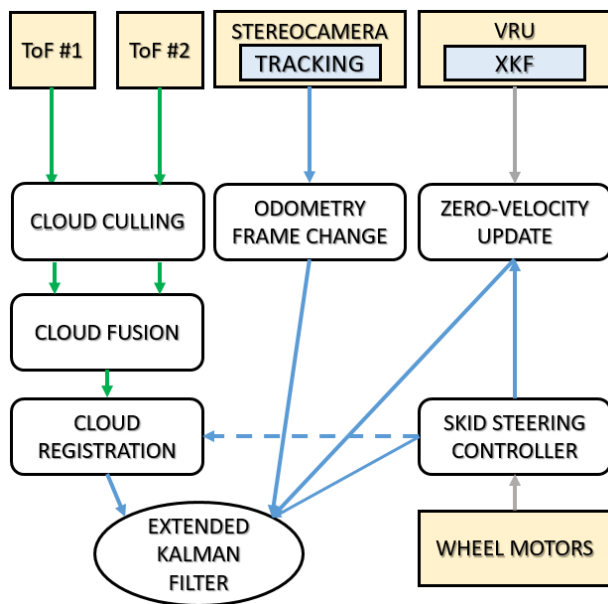 ToF #1
ToF #2
STEREOCAMERA
TRACKING
VRU
XKF
CLOUD CULLING
ODOMETRY
FRAME CHANGE
ZERO-VELOCITY
UPDATE
CLOUD FUSION
CLOUD
REGISTRATION
SKID STEERING
CONTROLLER
EXTENDED
KALMAN
FILTER
WHEEL MOTORS